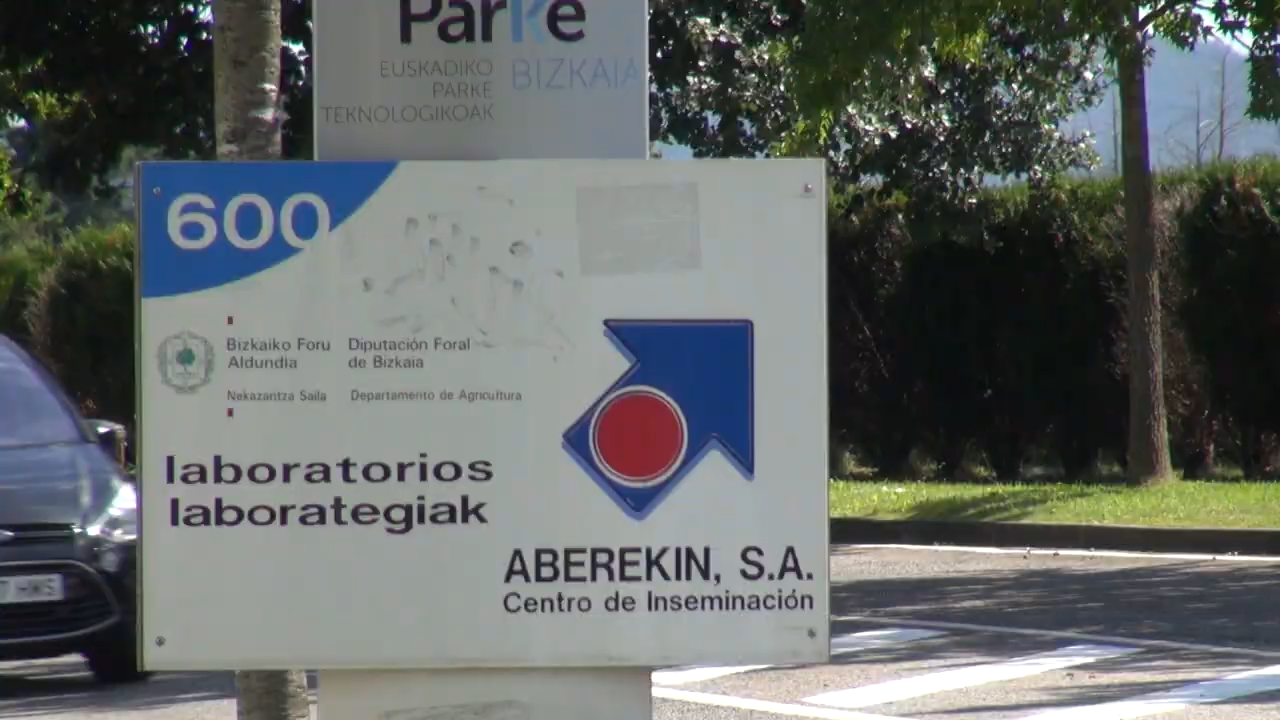 Parke
EUSKADIKO
PARKE
TEKNOLOGIKOAK
BIZKAIA
600
Bizkaiko Foru
Aldundia
Diputación Foral
de Bizkaia
Nekazaritza Saila
Departamento de Agricultura
laboratorios
laborategiak
ABEREKIN, S.A.
Centro de Inseminación